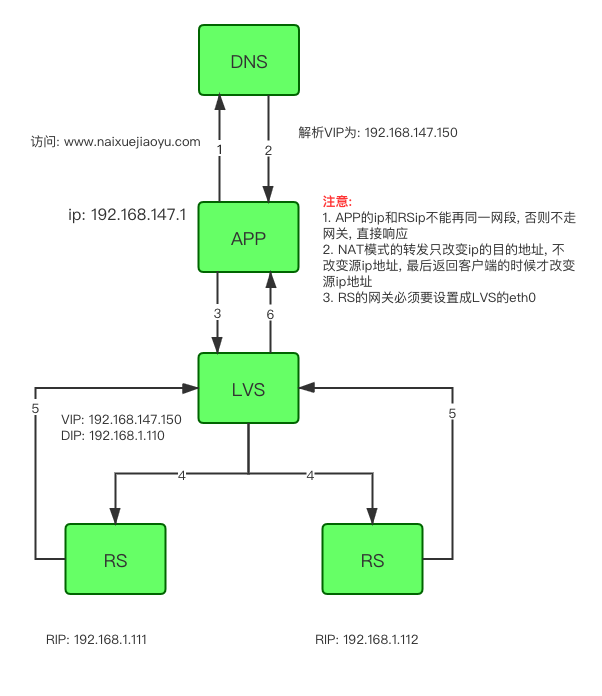 DNS
访问: www.naixuejiaoyu.com
1
2
解析VIP为: 192.168.147.150
ip: 192.168.147.1
APP
注意:
1. APP的ip和RSip不能再同一网段, 否则不走
网关, 直接响应
2. NAT模式的转发只改变ip的目的地址, 不
改变源ip地址, 最后返回客户端的时候才改变
源ip地址
3. RS的网关必须要设置成LVS的eth0
3
6
LVS
5
5
VIP: 192.168.147.150
DIP: 192.168.1.110
4
4
RS
RS
RIP: 192.168.1.111
RIP: 192.168.1.112